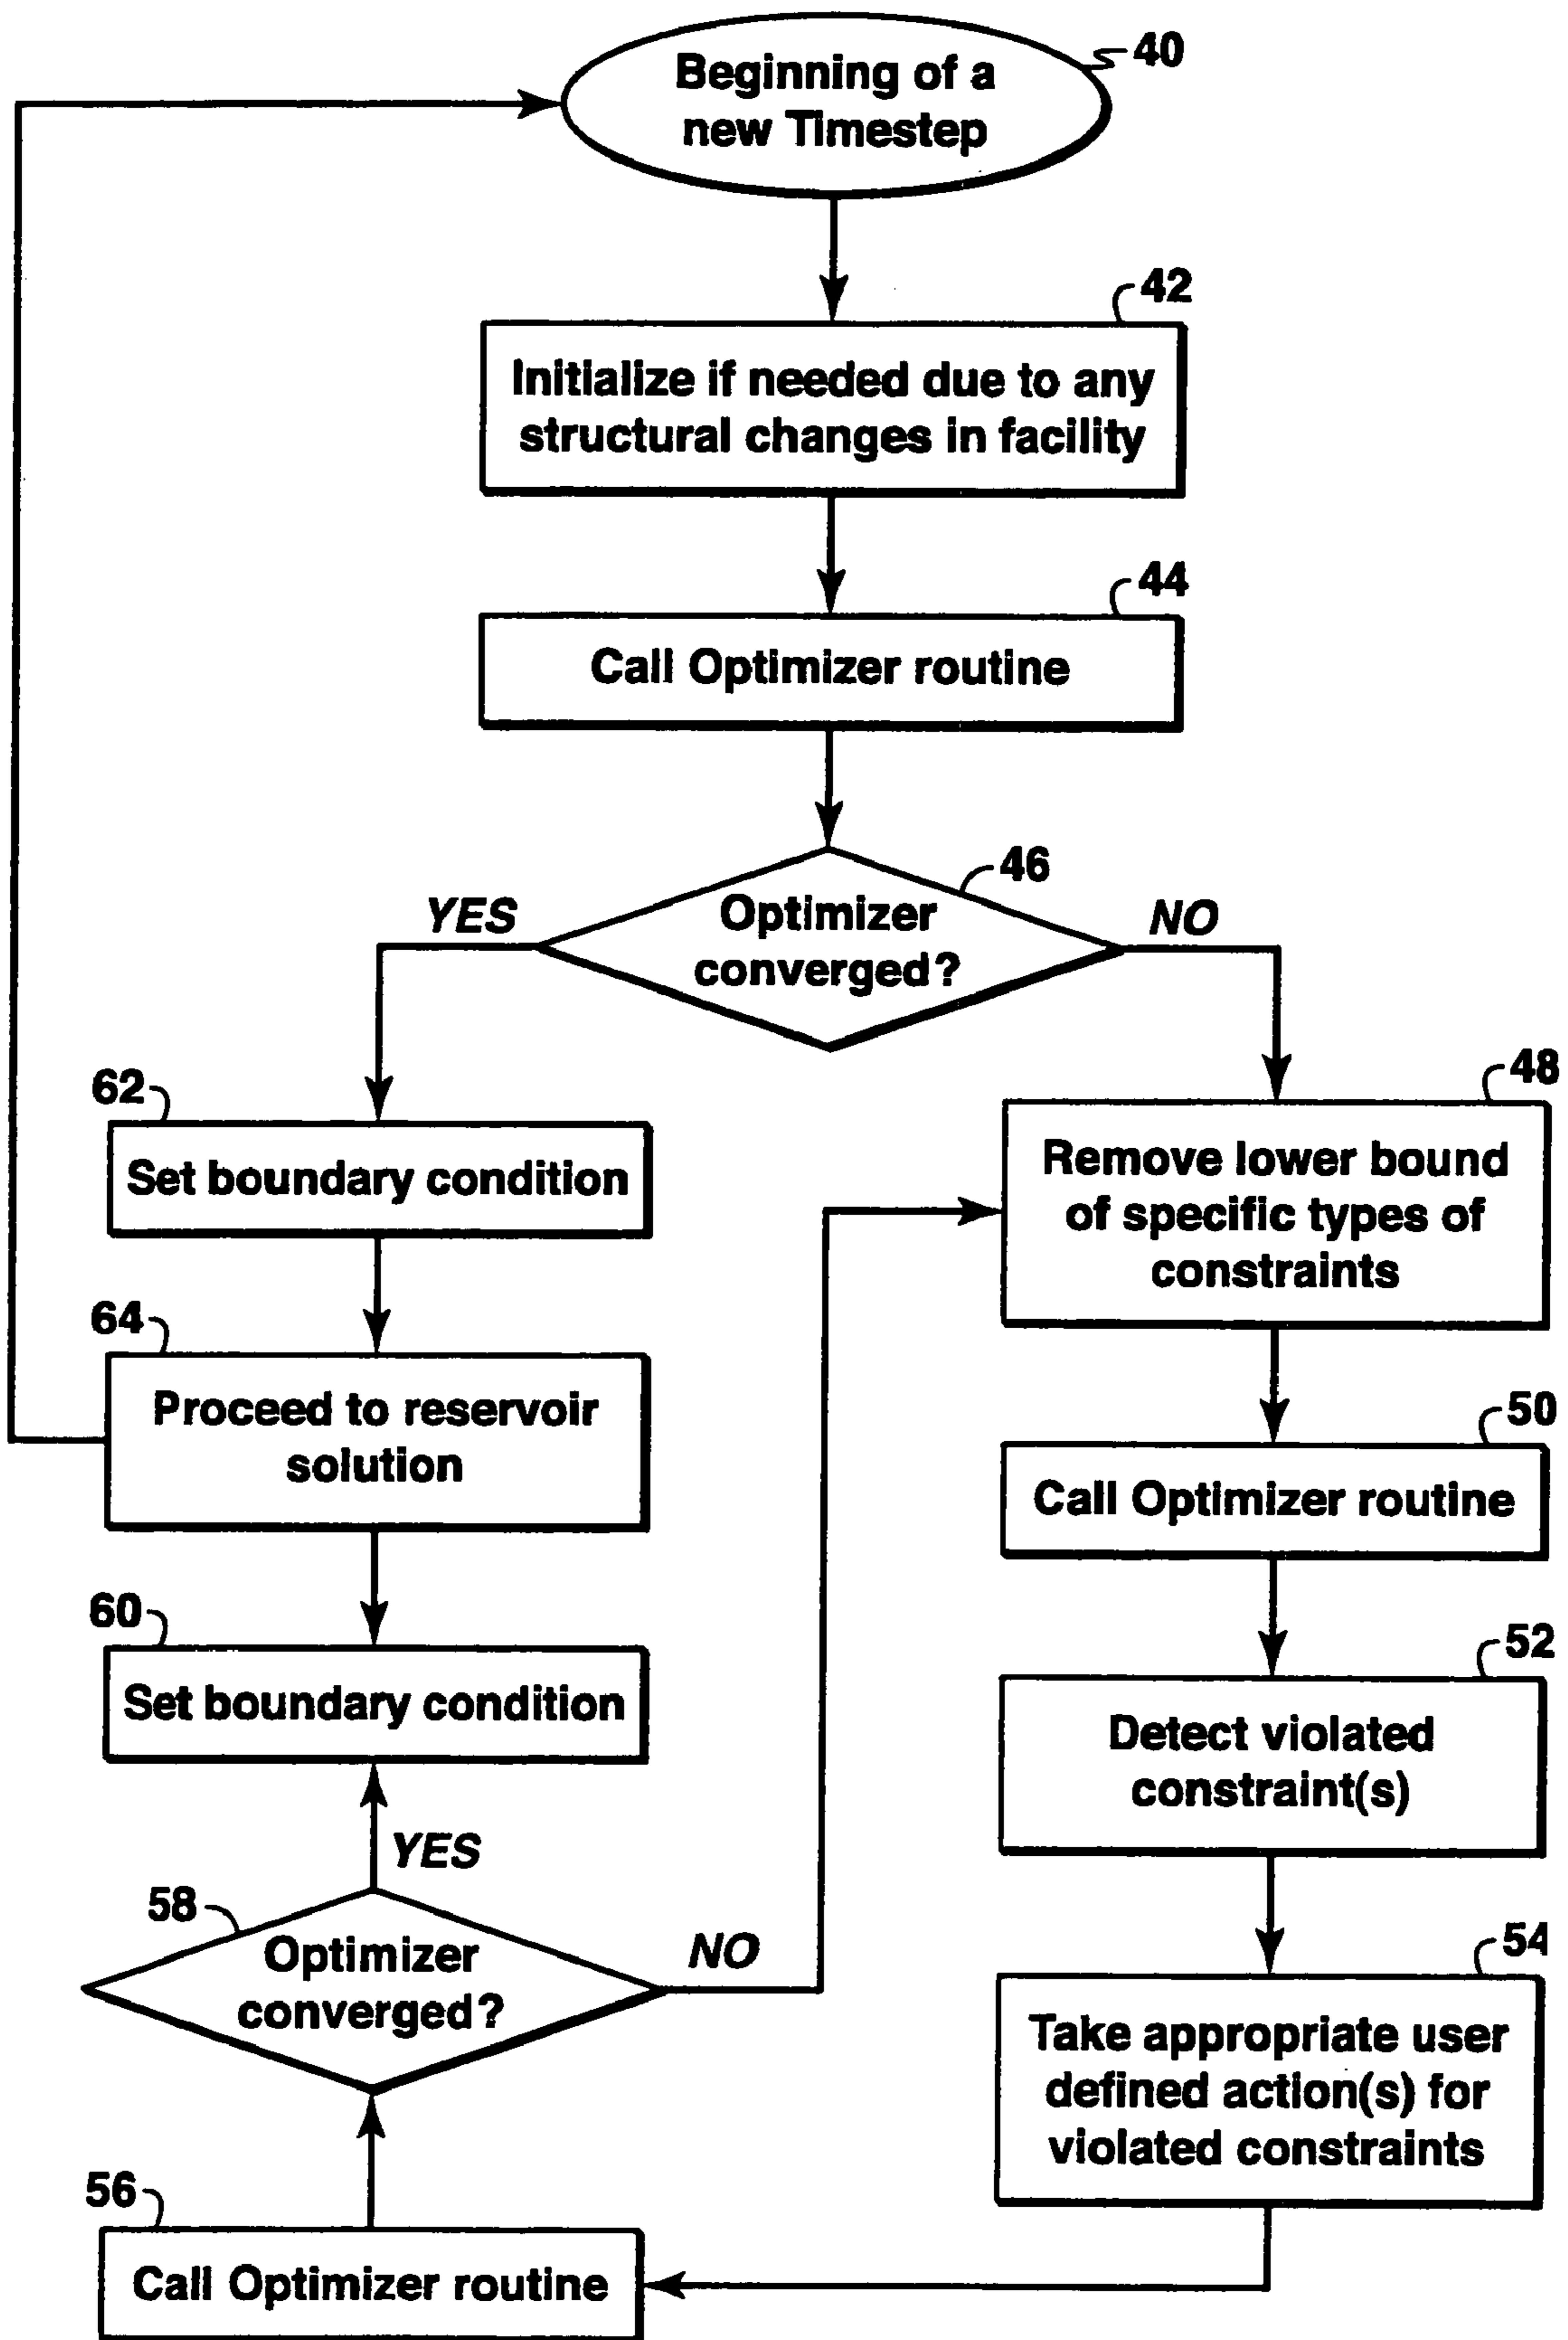 40
Beginning of a
new Timestep
42
Initialize if needed due to any
structural changes in facility
44
Call Optimizer routine
46
Optimizer
converged?
YES
NO
62
Set boundary condition
64
Proceed to reservoir
solution
60
Set boundary condition
YES
58
Optimizer
converged?
NO
56
Call Optimizer routine
48
Remove lower bound
of specific types of
constraints
50
Call Optimizer routine
52
Detect violated
constraint(s)
54
Take appropriate user
defined action(s) for
violated constraints